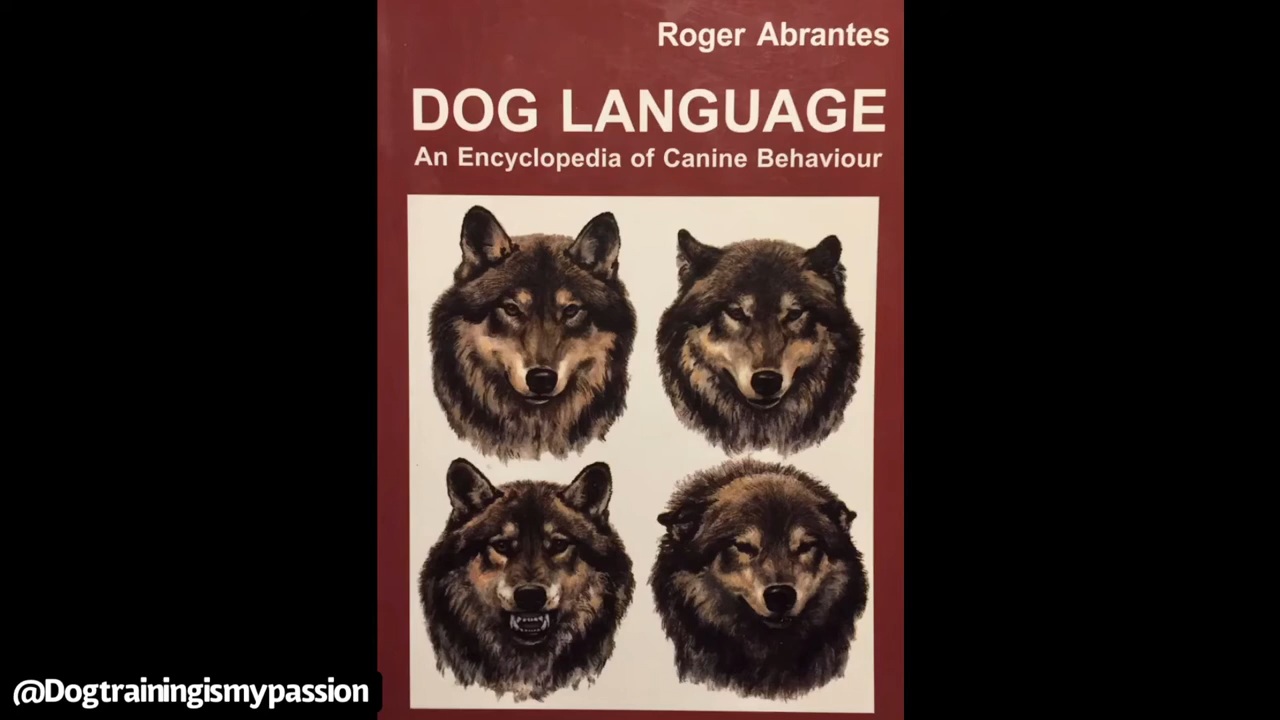 Roger Abrantes
DOG LANGUAGE
An Encyclopedia of Canine Behaviour
@Dogtrainingismypassion